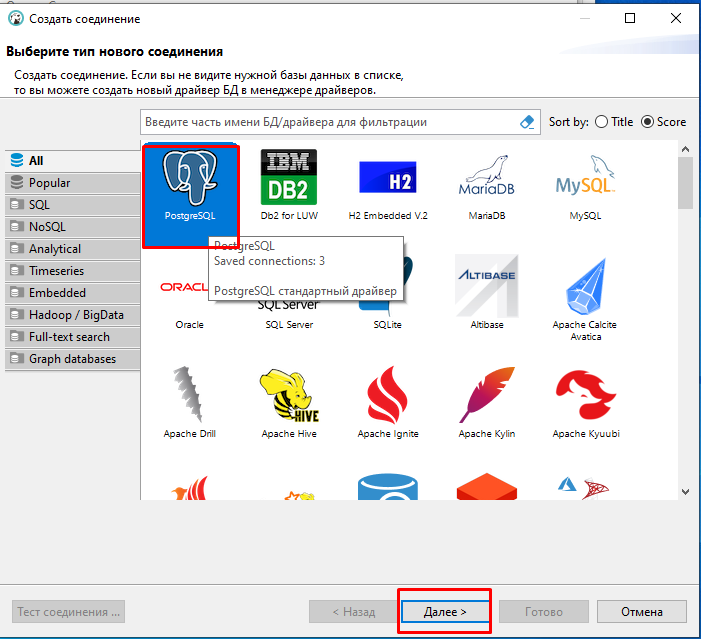 Создать соединение
Выберите тип нового соединения
Создать соединение. Если вы не видите нужной базы данных в списке,
то вы можете создать новый драйвер БД в менеджере драйверов.
Введите часть имени БД/драйвера для фильтрации
Sort by: Title Score
All
Popular
SQL
NoSQL
Analytical
Timeseries
Embedded
Hadoop / BigData
Full-text search
Graph databases
PostgreSQL
IBM
DB2
Db2 for LUW
H2
H2 Embedded V.2
MariaDB
MariaDB
MySQL
MySQL
PostgreSQL
Saved connections: 3
PostgreSQL стандартный драйвер
ORACL
Oracle
SQL Server
SQL Server
SQLite
ALTIBASE
Altibase
Apache Calcite
Avatica
Apache Drill
HIVE
Apache Hive
Apache Ignite
Apache Kylin
Apache Kyuubi
Тест соединения ...
< Назад
Далее >
Готово
Отмена